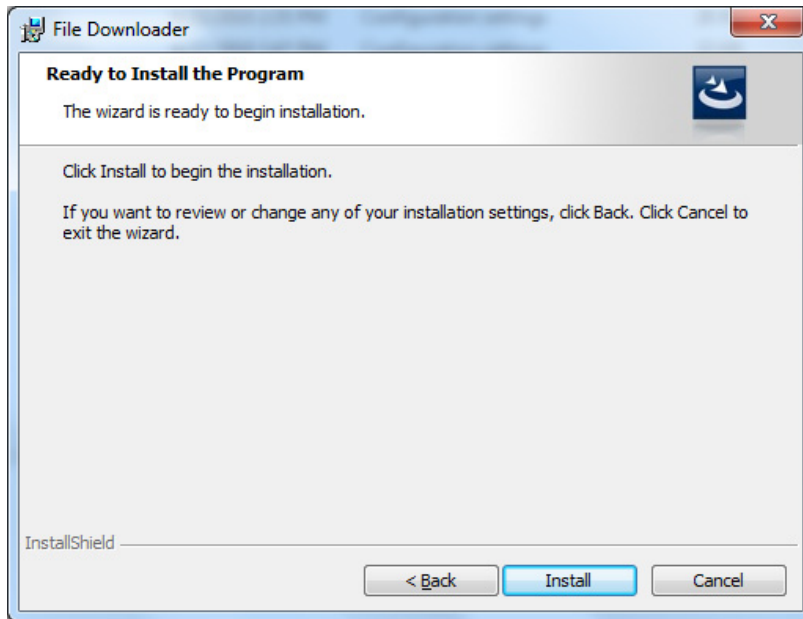 File Downloader
Ready to Install the Program
The wizard is ready to begin installation.
Click Install to begin the installation.
If you want to review or change any of your installation settings, click Back. Click Cancel to
exit the wizard.
InstallShield
< Back
Install
Cancel